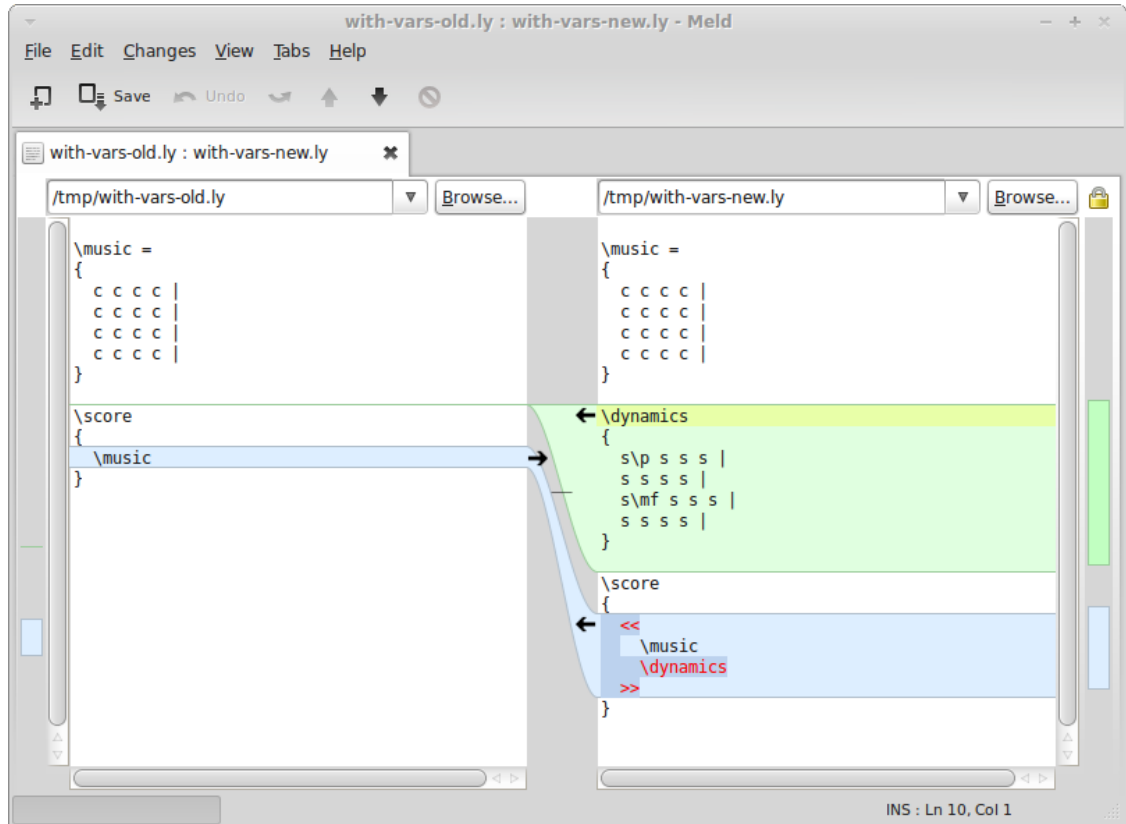 with-vars-old.ly : with-vars-new.ly - Meld
File Edit Changes View Tabs Help
Save Undo
with-vars-old.ly : with-vars-new.ly
/tmp/with-vars-old.ly Browse...
\music =
{
c c c c |
c c c c |
c c c c |
c c c c |
}
\score
{
\music
}
/tmp/with-vars-new.ly Browse...
\music =
{
c c c c |
c c c c |
c c c c |
c c c c |
}
\dynamics
{
s\p s s s |
s s s s |
s\mf s s s |
s s s s |
}
\score
{
<<
\music
\dynamics
>>
}
INS : Ln 10, Col 1